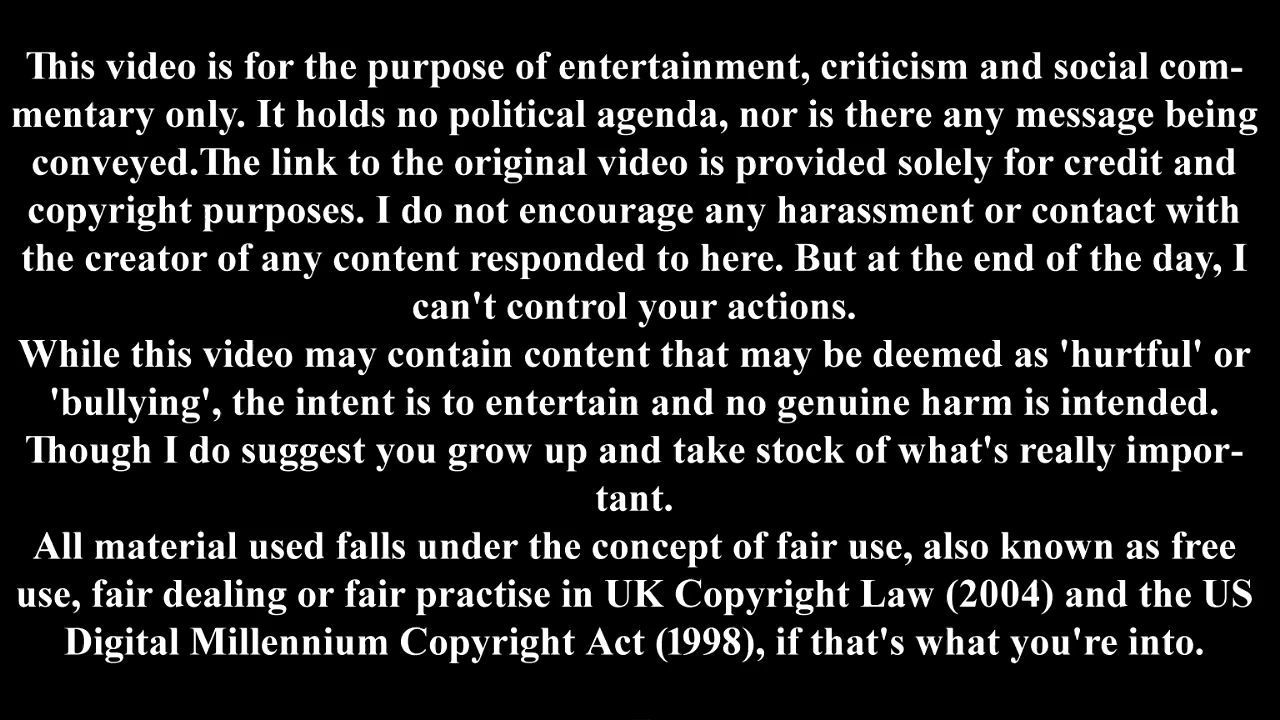 This video is for the purpose of entertainment, criticism and social com-
mentary only. It holds no political agenda, nor is there any message being
conveyed.The link to the original video is provided solely for credit and
copyright purposes. I do not encourage any harassment or contact with
the creator of any content responded to here. But at the end of the day, I
can't control your actions.
While this video may contain content that may be deemed as 'hurtful' or
'bullying', the intent is to entertain and no genuine harm is intended.
Though I do suggest you grow up and take stock of what's really impor-
tant.
All material used falls under the concept of fair use, also known as free
use, fair dealing or fair practise in UK Copyright Law (2004) and the US
Digital Millennium Copyright Act (1998), if that's what you're into.